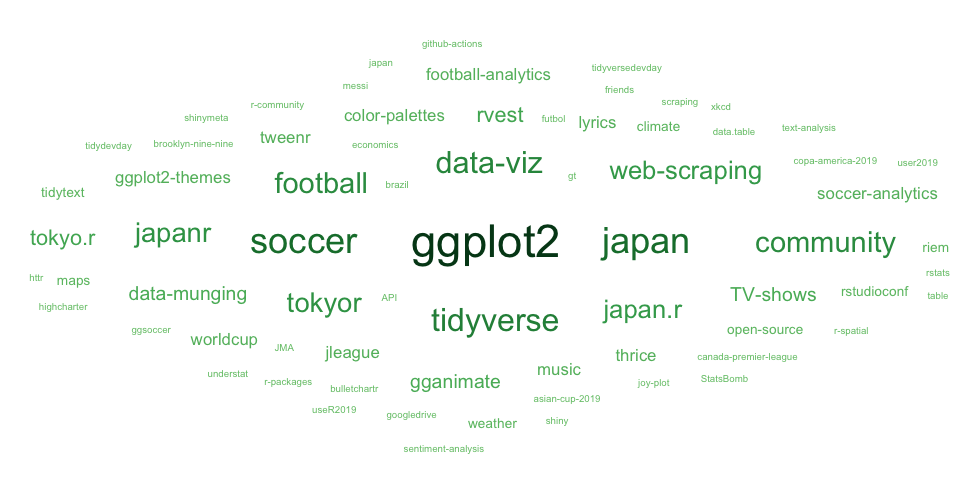 github-actions
japan
football-analytics
tidyversedevday
messi
friends
r-community
scraping
xkcd
shinymeta
color-palettes
rvest
futbol
lyrics
climate
data.table
text-analysis
tidydevday
brooklyn-nine-nine
tweenr
economics
data-viz
gt
web-scraping
copa-america-2019
user2019
tidytext
ggplot2-themes
football
brazil
soccer-analytics
tokyo.r
japanr
soccer
ggplot2
japan
community
riem
httr
maps
rstats
highcharter
data-munging
tokyor
API
tidyverse
japan.r
TV-shows
rstudioconf
table
ggsoccer
worldcup
JMA
jleague
open-source
r-spatial
thrice
canada-premier-league
understat
r-packages
bulletchartr
gganimate
music
joy-plot
StatsBomb
useR2019
googledrive
asian-cup-2019
weather
shiny
sentiment-analysis